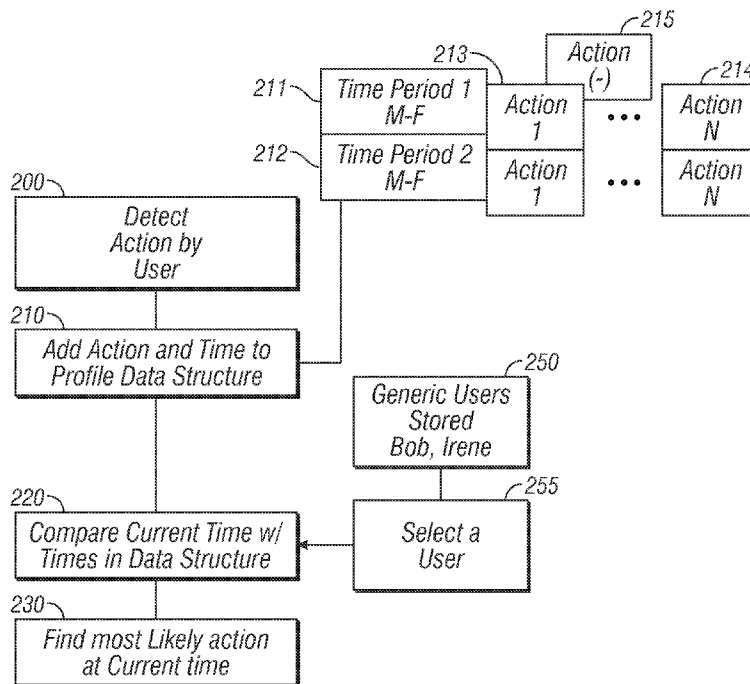 215
213
Action
(-)
214
211
Time Period 1
M-F
Action
1
•••
Action
N
212
Time Period 2
M-F
Action
1
•••
Action
N
200
Detect
Action by
User
210
Add Action and Time to
Profile Data Structure
250
Generic Users
Stored
Bob, Irene
220
Compare Current Time w/
Times in Data Structure
255
Select a
User
230
Find most Likely action
at Current time